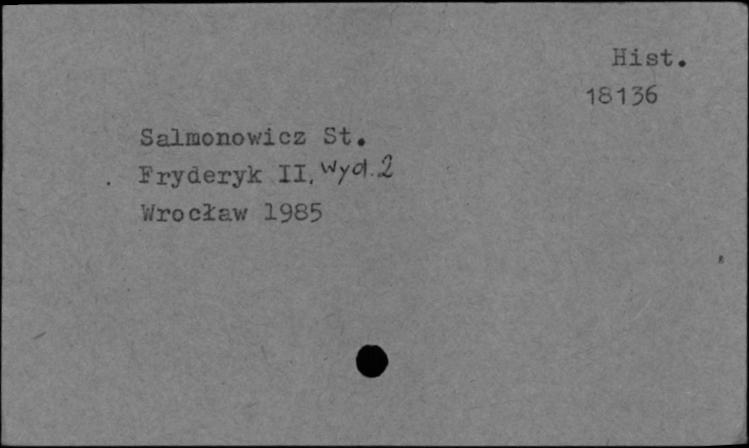 Hist.
18136
Salmonowicz St.
Fryderyk II, Wyd. 2
Wrocław 1985